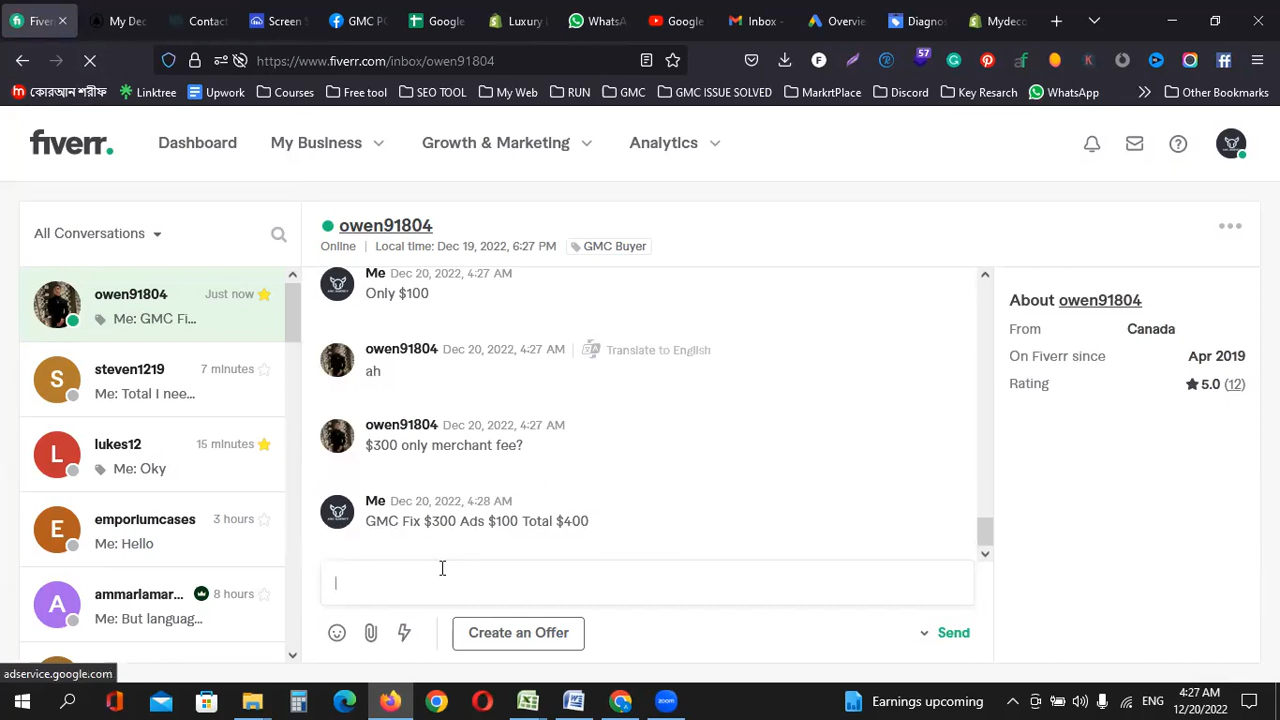 Fiverr
My Dec
Contact
Screen
GMC PC
Google
Luxury
WhatsA
Google
Inbox -
Overvie
Diagnos
Mydeco
https://www.fiverr.com/inbox/owen91804
57
কোরআন শরীফ
Linktree
Upwork
Courses
Free tool
SEO TOOL
My Web
RUN
GMC
GMC ISSUE SOLVED
MarkrtPlace
Discord
Key Resarch
WhatsApp
Other Bookmarks
fiverr.
Dashboard
My Business
Growth & Marketing
Analytics
All Conversations
owen91804
Just now
Me: GMC Fi...
steven1219
7 minutes
Me: Total I nee...
lukes12
15 minutes
Me: Oky
emporiumcases
3 hours
Me: Hello
ammarlamar...
8 hours
Me: But languag...
owen91804
Online | Local time: Dec 19, 2022, 6:27 PM
GMC Buyer
Me Dec 20, 2022, 4:27 AM
Only $100
owen91804 Dec 20, 2022, 4:27 AM
Translate to English
ah
owen91804 Dec 20, 2022, 4:27 AM
$300 only merchant fee?
Me Dec 20, 2022, 4:28 AM
GMC Fix $300 Ads $100 Total $400
Create an Offer
Send
About owen91804
From Canada
On Fiverr since Apr 2019
Rating 5.0 (12)
adservice.google.com
Earnings upcoming
ENG
4:27 AM
12/20/2022